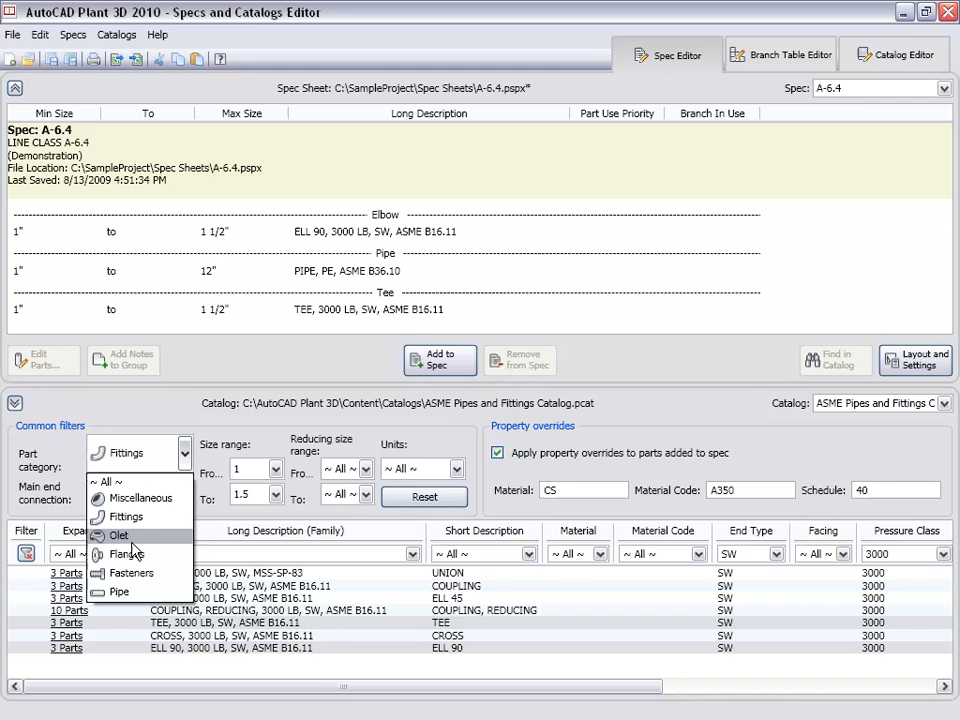 AutoCAD Plant 3D 2010 - Specs and Catalogs Editor
File Edit Specs Catalogs Help
Spec Editor Branch Table Editor Catalog Editor
Spec Sheet: C:\SampleProject\Spec Sheets\A-6.4.pspx* Spec: A-6.4
Min Size To Max Size Long Description Part Use Priority Branch In Use
Spec: A-6.4
LINE CLASS A-6.4
(Demonstration)
File Location: C:\SampleProject\Spec Sheets\A-6.4.pspx
Last Saved: 8/13/2009 4:51:34 PM
Elbow
1" to 1 1/2" ELL 90, 3000 LB, SW, ASME B16.11
Pipe
1" to 12" PIPE, PE, ASME B36.10
Tee
1" to 1 1/2" TEE, 3000 LB, SW, ASME B16.11
Edit Parts...
Add Notes to Group
Add to Spec
Remove from Spec
Find in Catalog
Layout and Settings
Catalog: C:\AutoCAD Plant 3D\Content\Catalogs\ASME Pipes and Fittings Catalog.pcat Catalog: ASME Pipes and Fittings C
Common filters
Part category: Fittings
Main end connection:
~ All ~
Miscellaneous
Fittings
Olet
Fasteners
Pipe
Size range:
From... 1
To: 1.5
Reducing size range:
From... ~ All ~
To: ~ All ~
Units:
~ All ~
Reset
Property overrides
Apply property overrides to parts added to spec
Material: CS Material Code: A350 Schedule: 40
Filter Long Description (Family) Short Description Material Material Code End Type Facing Pressure Class
~ All ~ ~ All ~ ~ All ~ ~ All ~ SW ~ All ~ 3000
3 Parts 3000 LB, SW, MSS-SP-83 UNION SW 3000
3 Parts 3000 LB, SW, ASME B16.11 COUPLING SW 3000
3 Parts 3000 LB, SW, ASME B16.11 ELL 45 SW 3000
10 Parts COUPLING, REDUCING, 3000 LB, SW, ASME B16.11 COUPLING, REDUCING SW 3000
3 Parts TEE, 3000 LB, SW, ASME B16.11 TEE SW 3000
3 Parts CROSS, 3000 LB, SW, ASME B16.11 CROSS SW 3000
3 Parts ELL 90, 3000 LB, SW, ASME B16.11 ELL 90 SW 3000